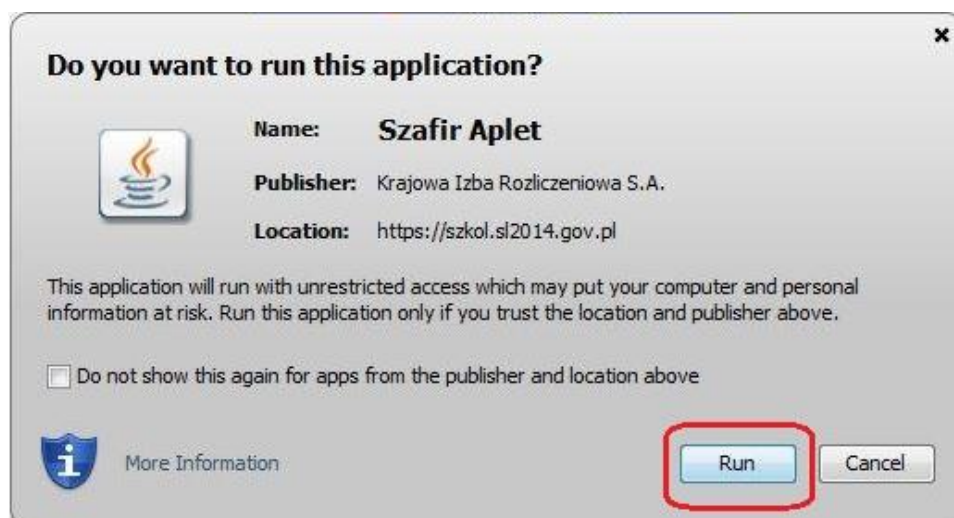 Do you want to run this application?
Name: Szafir Aplet
Publisher: Krajowa Izba Rozliczeniowa S.A.
Location: https://szkol.sl2014.gov.pl
This application will run with unrestricted access which may put your computer and personal
information at risk. Run this application only if you trust the location and publisher above.
Do not show this again for apps from the publisher and location above
More Information
Run
Cancel